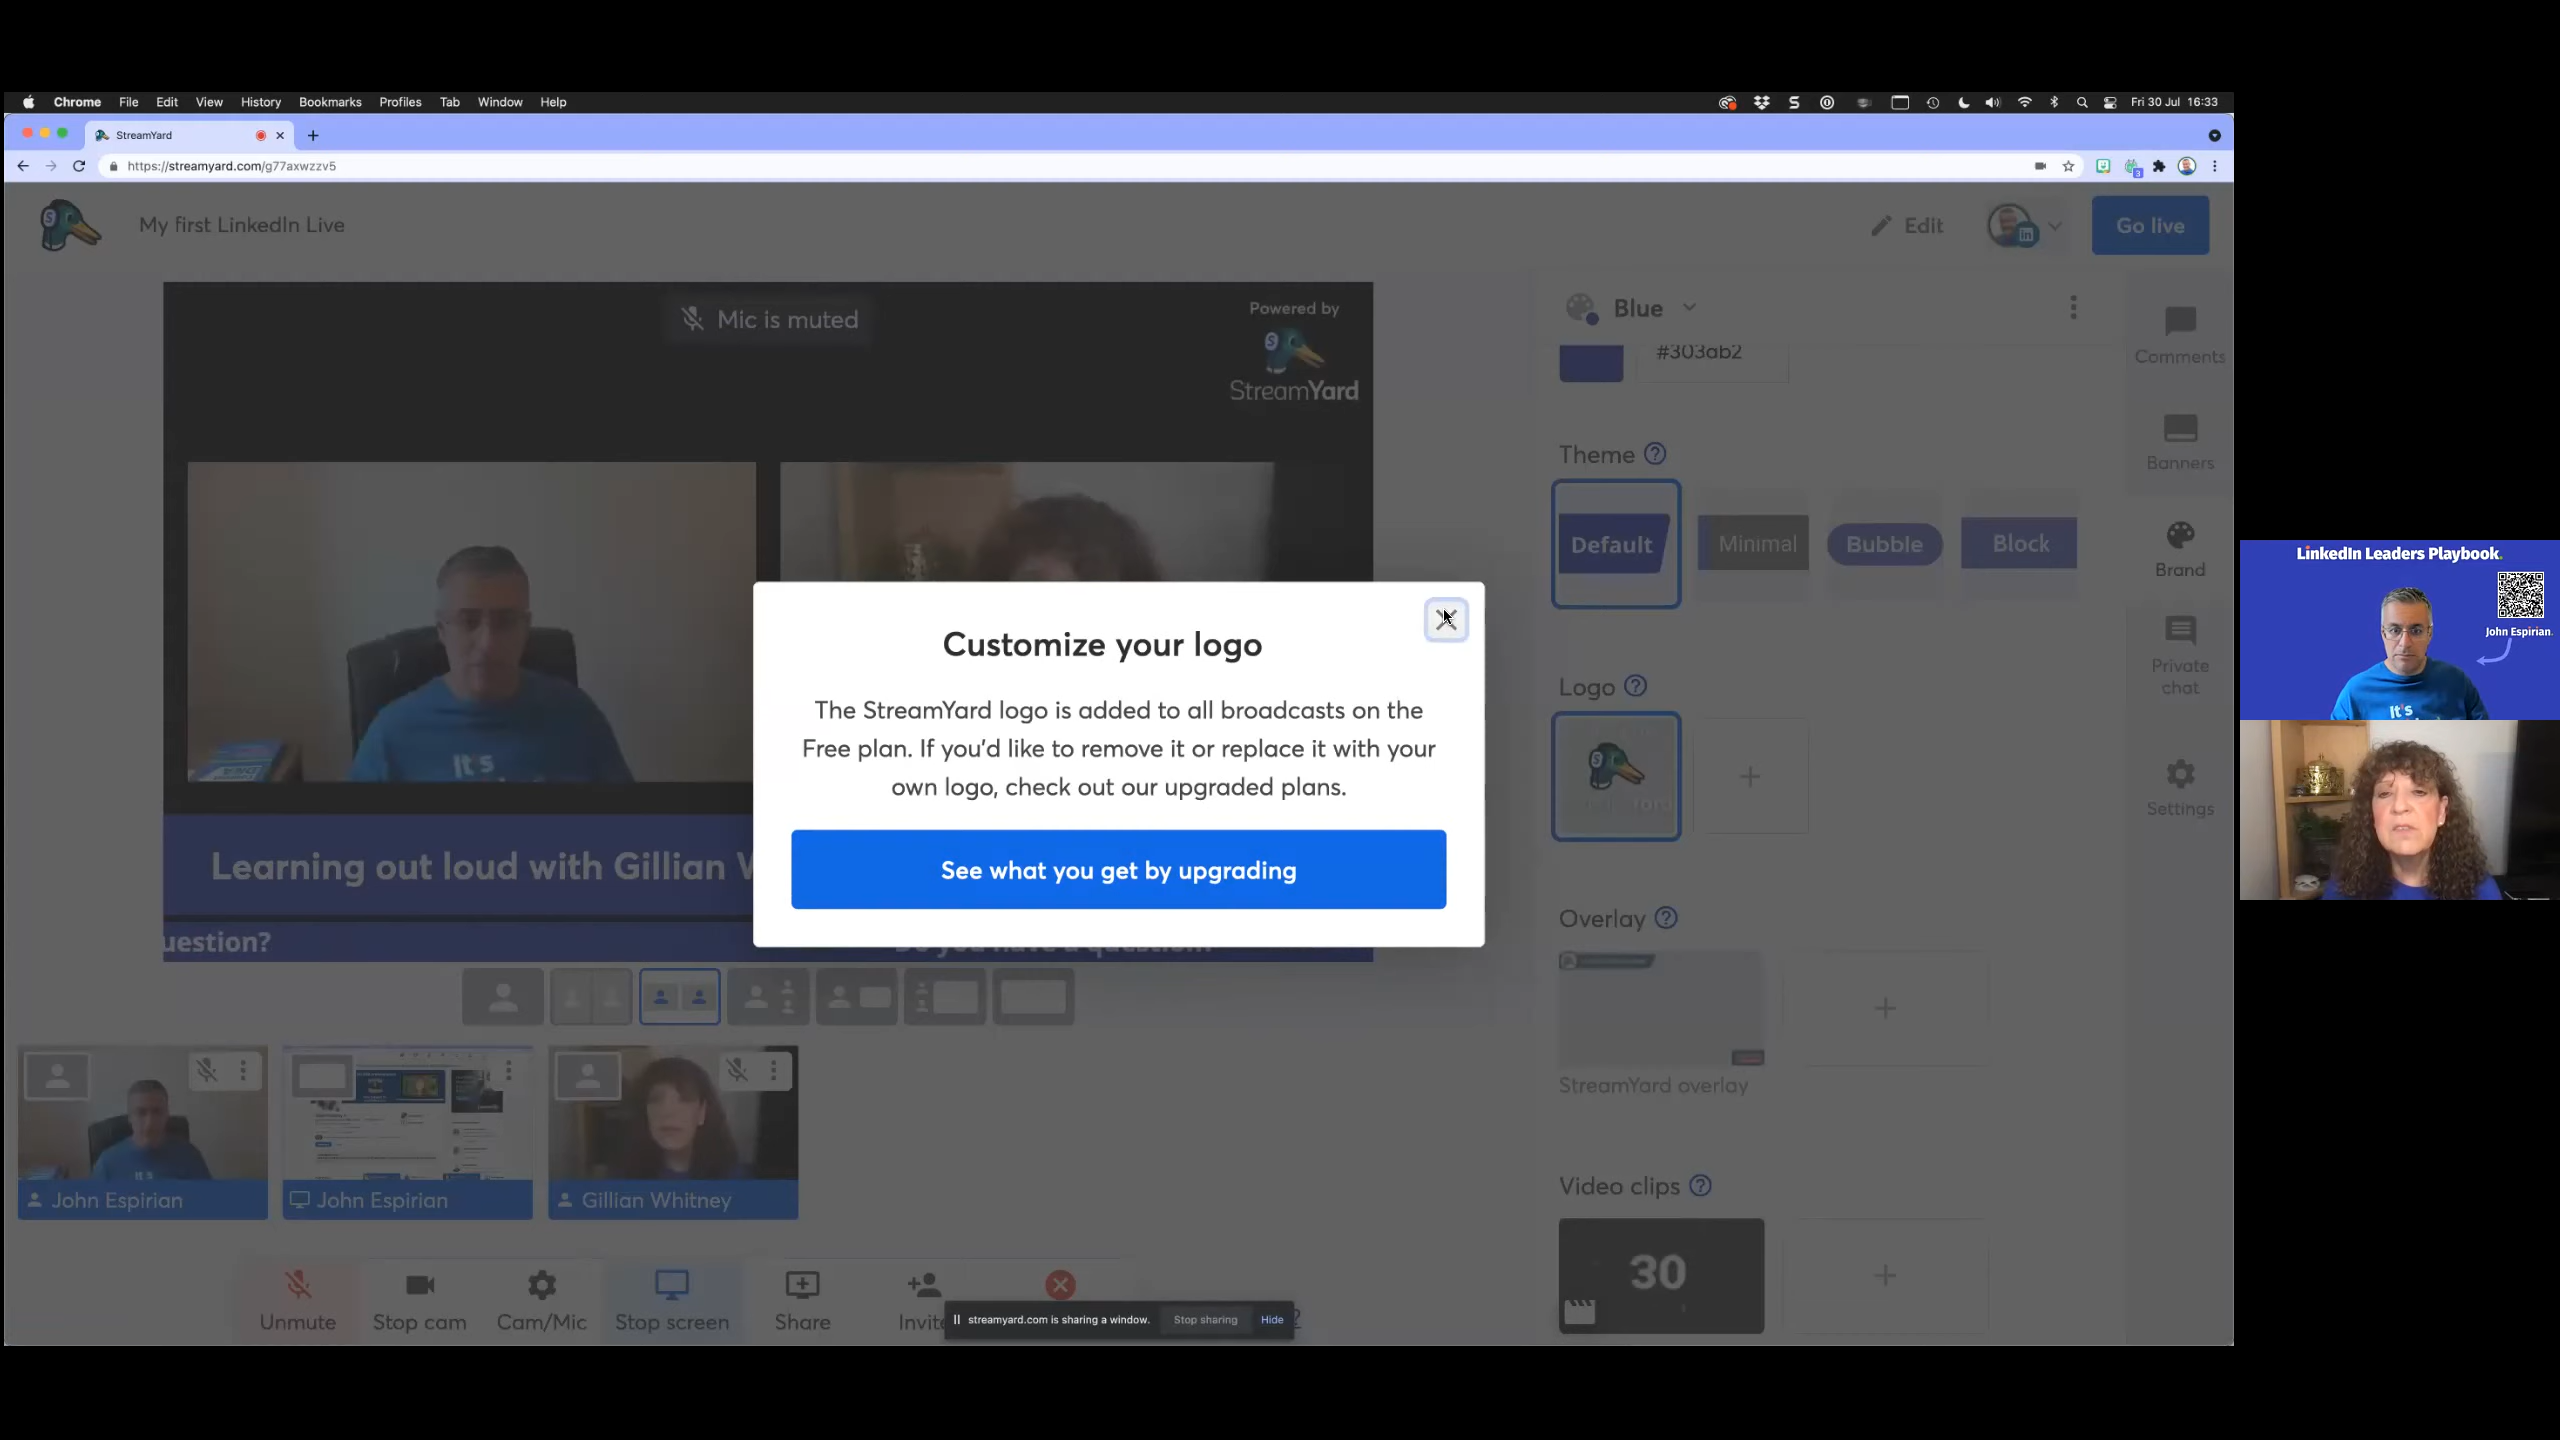 Chrome File Edit View History Bookmarks Profiles Tab Window Help
Fri 30 Jul 16:33
StreamYard
https://streamyard.com/g77axwzzv5
My first LinkedIn Live
Edit
Go live
Mic is muted
Powered by
StreamYard
Blue
#303ab2
Theme
Default
Minimal
Bubble
Block
Logo
Overlay
StreamYard overlay
Video clips
30
Comments
Banners
Brand
Private
chat
Settings
Customize your logo
The StreamYard logo is added to all broadcasts on the
Free plan. If you'd like to remove it or replace it with your
own logo, check out our upgraded plans.
See what you get by upgrading
Learning out loud with Gillian
uestion?
Do you have a question?
It's
John Espirian
John Espirian
Gillian Whitney
Unmute
Stop cam
Cam/Mic
Stop screen
Share
Invite
streamyard.com is sharing a window.
Stop sharing
Hide
LinkedIn Leaders Playbook.
John Espirian.
It's